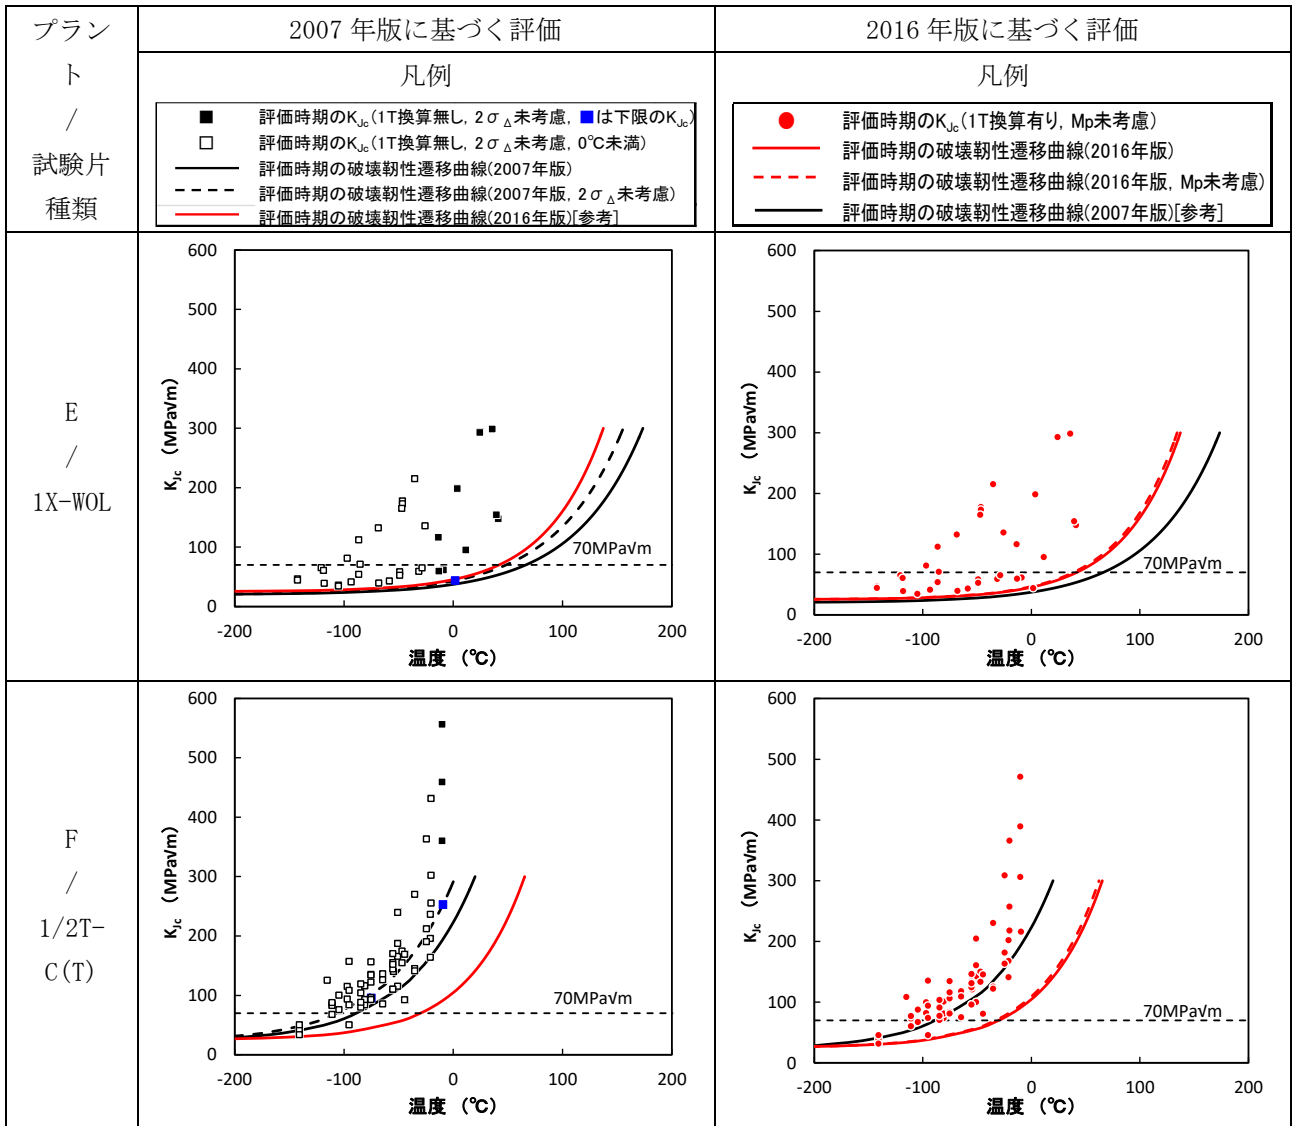 プラン
ト
/
試験片
種類
2007 年版に基づく評価
2016 年版に基づく評価
凡例
評価時期のKJc(1T換算無し, 2σΔ未考慮, ■は下限のKJc)
評価時期のKJc(1T換算無し, 2σΔ未考慮, 0℃未満)
評価時期の破壊靭性遷移曲線(2007年版)
評価時期の破壊靭性遷移曲線(2007年版, 2σΔ未考慮)
評価時期の破壊靭性遷移曲線(2016年版)[参考]
凡例
評価時期のKJc(1T換算有り, Mp未考慮)
評価時期の破壊靭性遷移曲線(2016年版)
評価時期の破壊靭性遷移曲線(2016年版, Mp未考慮)
評価時期の破壊靭性遷移曲線(2007年版)[参考]
E
/
1X-WOL
600
500
400
300
200
100
0
-200
-100
0
100
200
KJc (MPa√m)
温度 (℃)
70MPa√m
600
500
400
300
200
100
0
-200
-100
0
100
200
KJc (MPa√m)
温度 (℃)
70MPa√m
F
/
1/2T-
C(T)
600
500
400
300
200
100
0
-200
-100
0
100
200
KJc (MPa√m)
温度 (℃)
70MPa√m
600
500
400
300
200
100
0
-200
-100
0
100
200
KJc (MPa√m)
温度 (℃)
70MPa√m